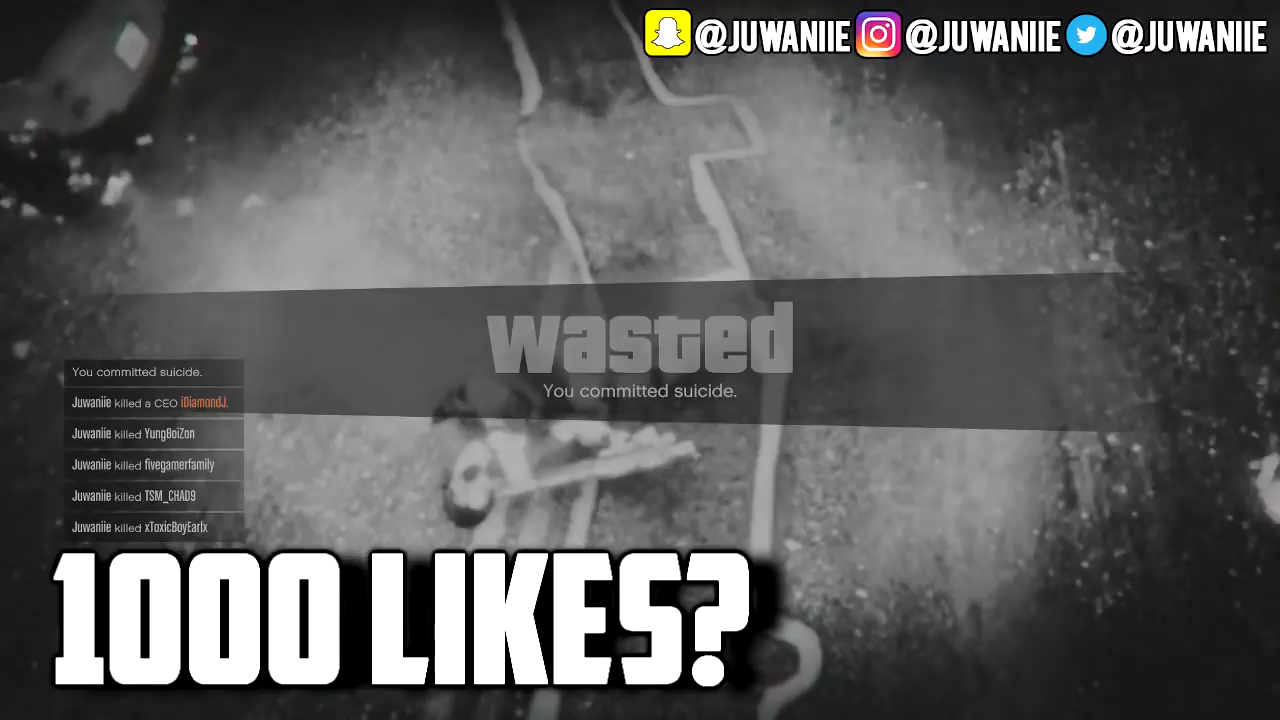 @JUWANIIE @JUWANIIE @JUWANIIE
wasted
You committed suicide.
You committed suicide.
Juwaniie killed a CEO iDiamondJ.
Juwaniie killed YungBoiZon
Juwaniie killed fivegamerfamily
Juwaniie killed TSM_CHAD9
Juwaniie killed xToxicBoyEarlx
1000 LIKES?